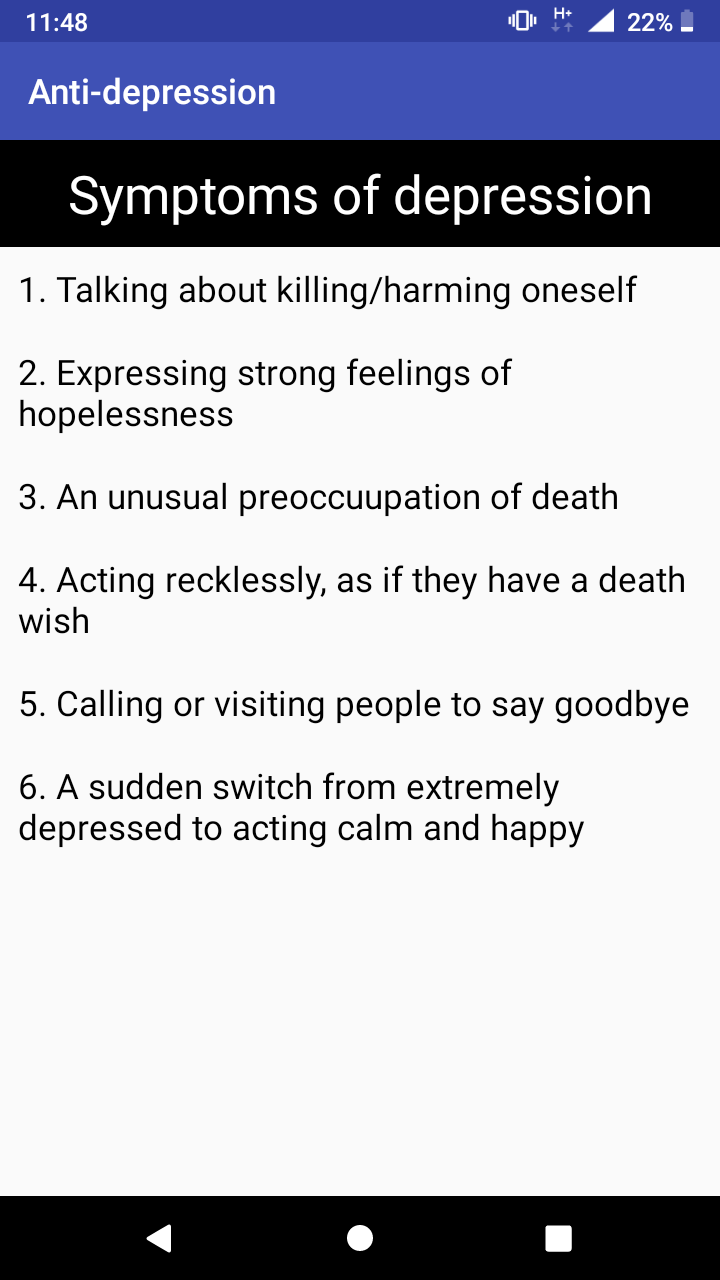 11:48
H+
22%
Anti-depression
Symptoms of depression
1. Talking about killing/harming oneself
2. Expressing strong feelings of
hopelessness
3. An unusual preoccuupation of death
4. Acting recklessly, as if they have a death
wish
5. Calling or visiting people to say goodbye
6. A sudden switch from extremely
depressed to acting calm and happy